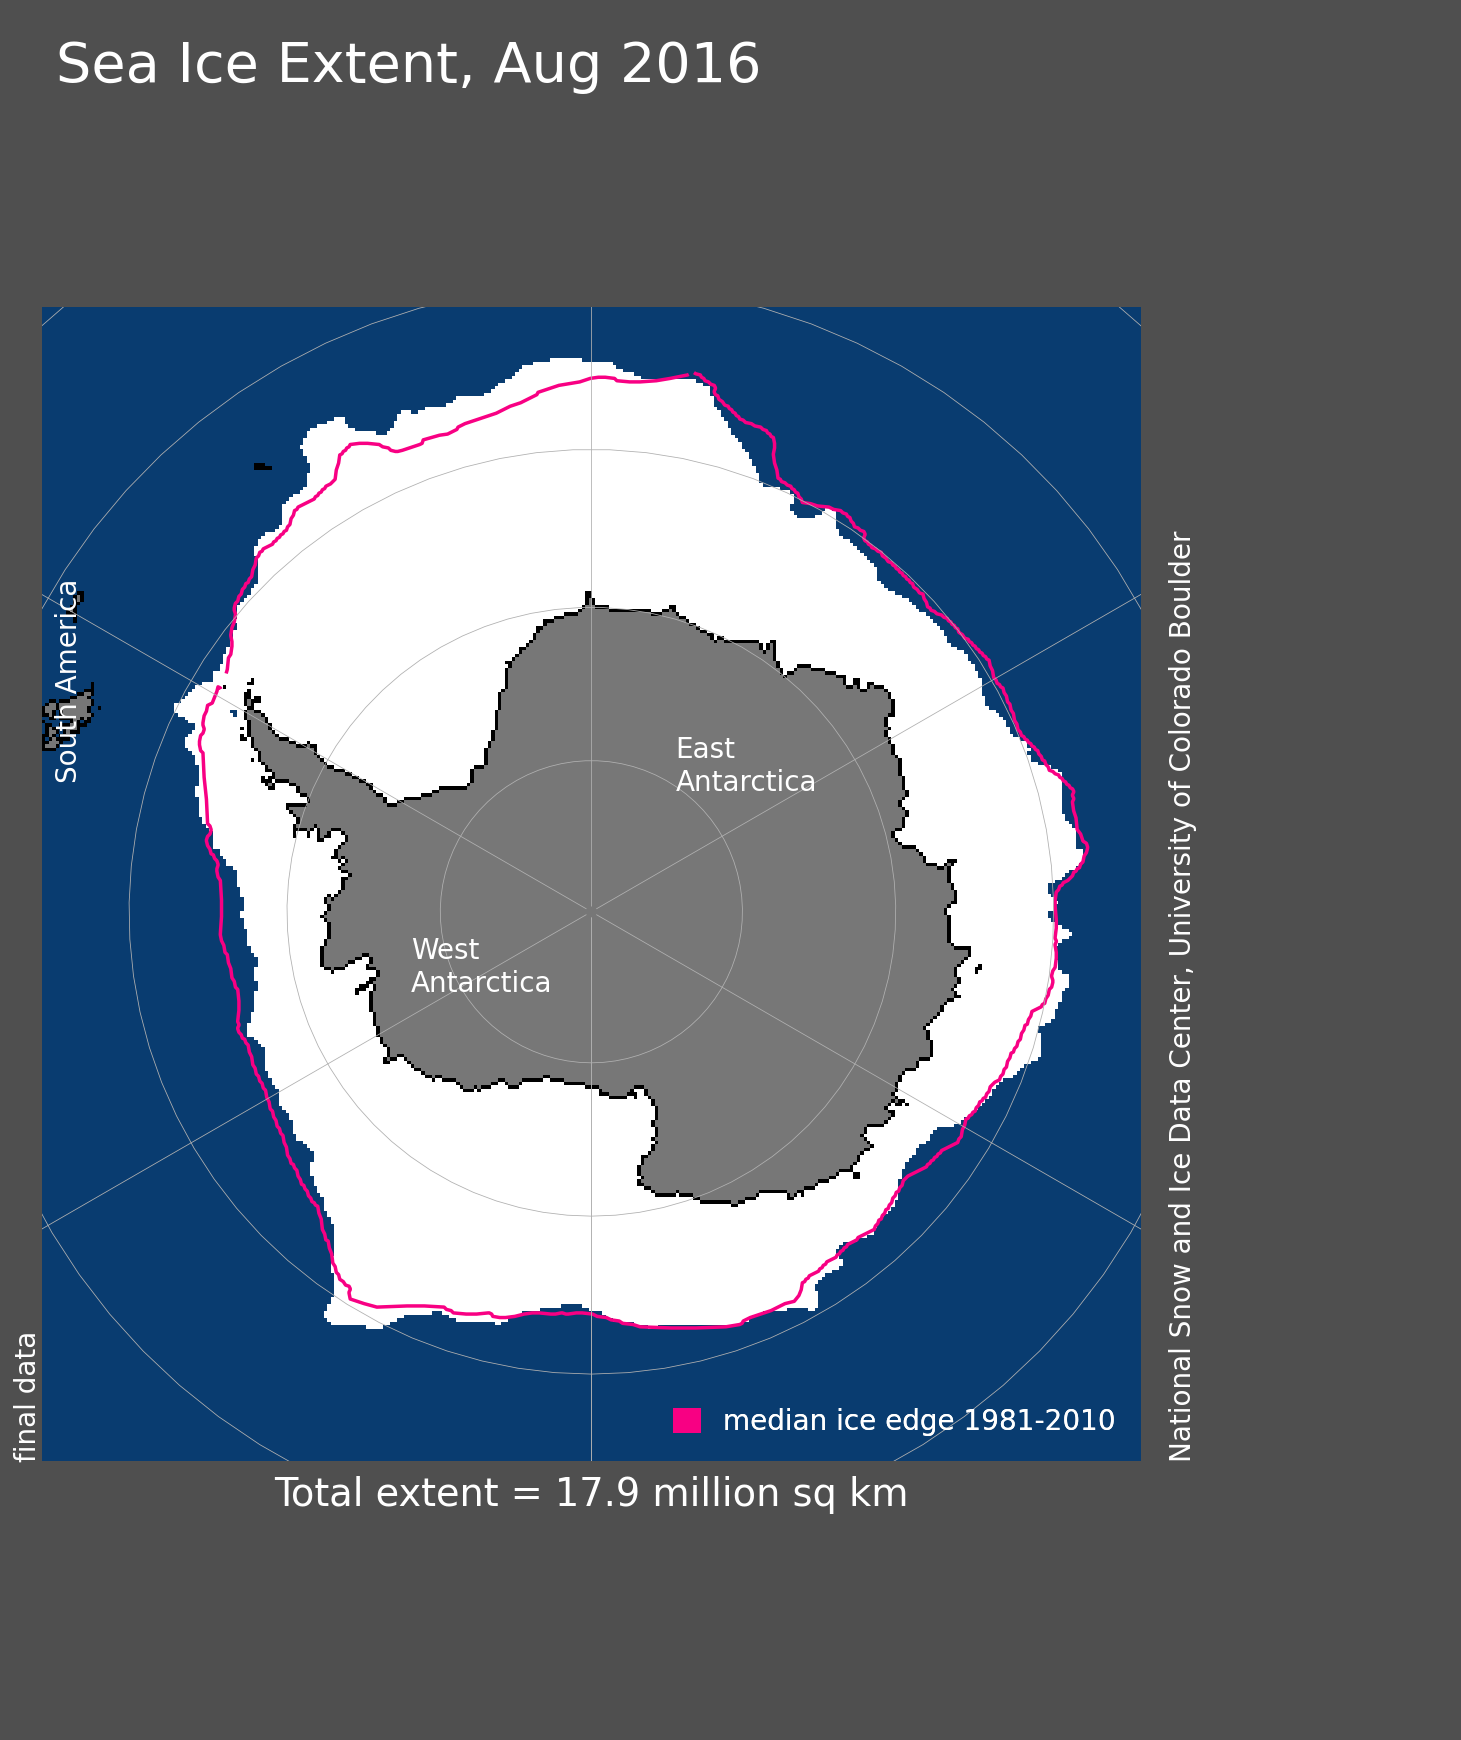 Sea Ice Extent, Aug 2016
South America
East
Antarctica
West
Antarctica
National Snow and Ice Data Center, University of Colorado Boulder
final data
median ice edge 1981-2010
Total extent = 17.9 million sq km